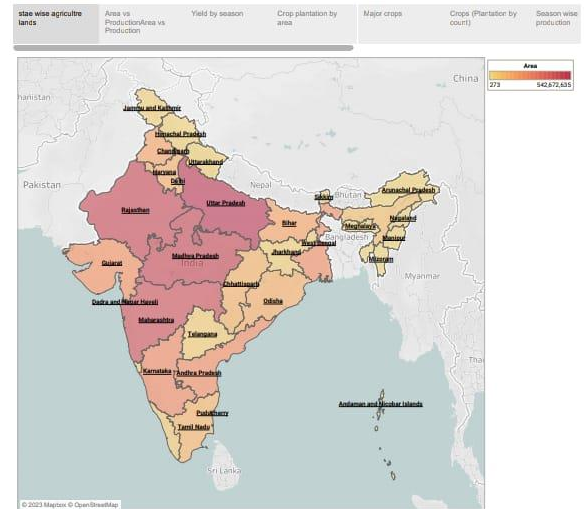 stae wise agricultre
lands
Area vs
ProductionArea vs
Production
Yield by season
Crop plantation by
area
Major crops
Crops (Plantation by
count)
Season wise
production
Area
273 542,672,635
China
Jammu and Kashmir
Himachal Pradesh
Chandigarh
Uttarakhand
Haryana
Delhi
Pakistan
Nepal
Sikkim
Bhutan
Arunachal Pradesh
Rajasthan
Uttar Pradesh
Bihar
Nagaland
Meghalaya
Bangladesh
Manipur
West Bengal
Jharkhand
Mizoram
Gujarat
Madhya Pradesh
India
Myanmar
Chhattisgarh
Dadra and Nagar Haveli
Odisha
Maharashtra
Telangana
Karnataka
Andhra Pradesh
Andaman and Nicobar Islands
Puducherry
Tamil Nadu
Sri Lanka
© 2023 Mapbox © OpenStreetMap